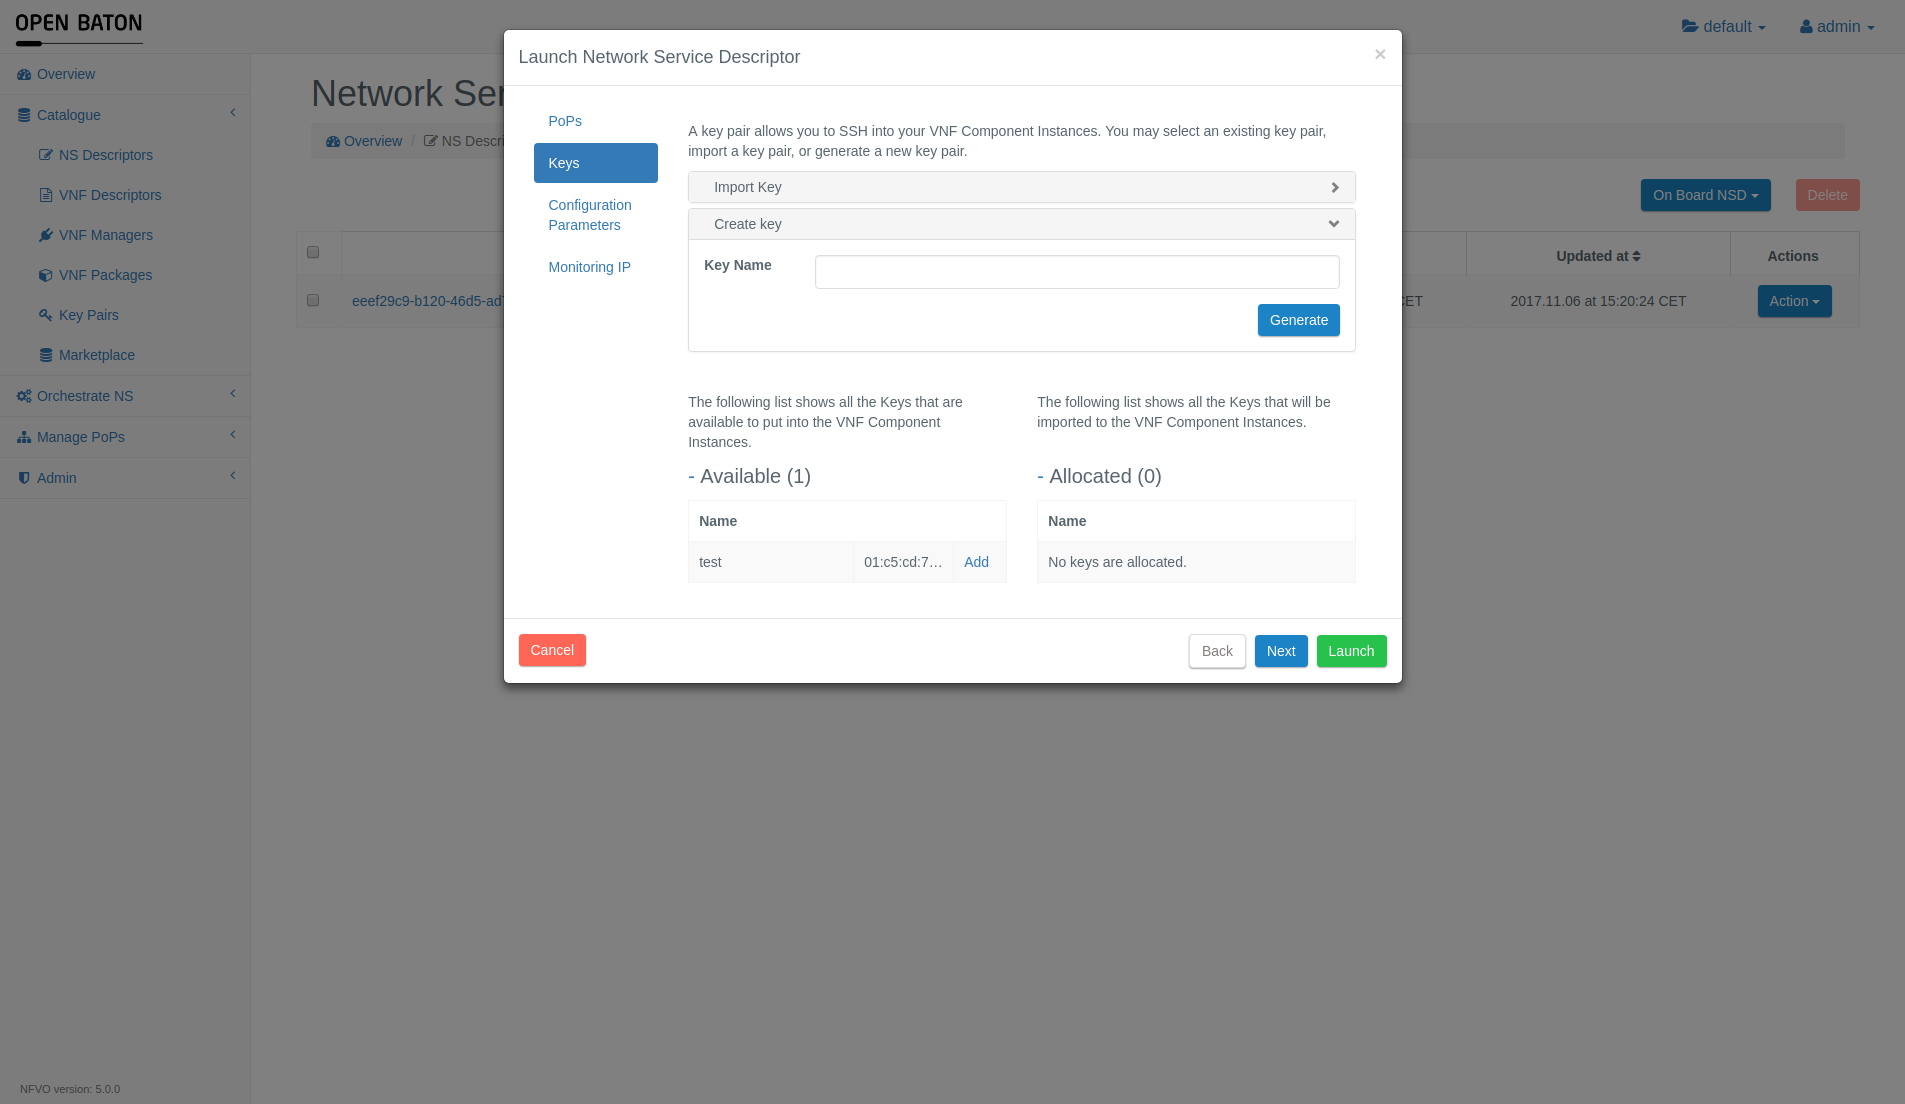 OPEN BATON
default
admin
Overview
Catalogue
NS Descriptors
VNF Descriptors
VNF Managers
VNF Packages
Key Pairs
Marketplace
Orchestrate NS
Manage PoPs
Admin
NFVO version: 5.0.0
Network Ser
Overview / NS Descri
On Board NSD
Delete
Updated at
Actions
eeef29c9-b120-46d5-ad
CET
2017.11.06 at 15:20:24 CET
Action
Launch Network Service Descriptor
×
PoPs
Keys
Configuration
Parameters
Monitoring IP
A key pair allows you to SSH into your VNF Component Instances. You may select an existing key pair,
import a key pair, or generate a new key pair.
Import Key
Create key
Key Name
Generate
The following list shows all the Keys that are
available to put into the VNF Component
Instances.
- Available (1)
Name
test 01:c5:cd:7… Add
The following list shows all the Keys that will be
imported to the VNF Component Instances.
- Allocated (0)
Name
No keys are allocated.
Cancel
Back
Next
Launch